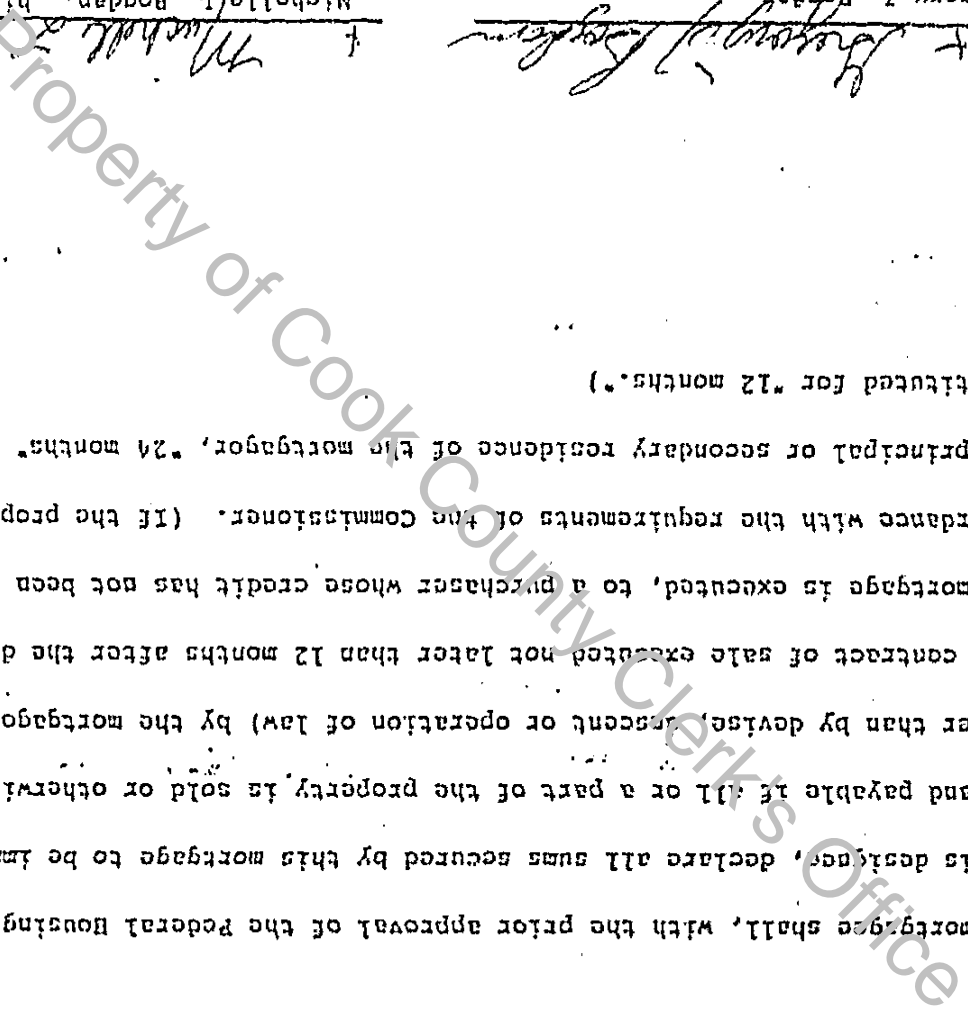 mortgagee shall, with the prior approval of the Federal Housing
is designee, declare all sums secured by this mortgage to be im
and payable if all or a part of the property is sold or otherwi
er than by devise, descent or operation of law) by the mortgago
contract of sale executed not later than 12 months after the d
mortgage is executed, to a purchaser whose credit has not been
rdance with the requirements of the Commissioner. (If the prop
principal or secondary residence of the mortgagor, "24 months"
tituted for "12 months.")
Property of Cook County Clerk's Office